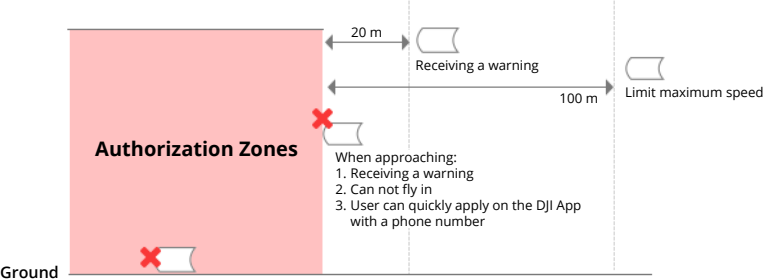 20 m
Receiving a warning
100 m
Limit maximum speed
Authorization Zones
When approaching:
1. Receiving a warning
2. Can not fly in
3. User can quickly apply on the DJI App
with a phone number
Ground